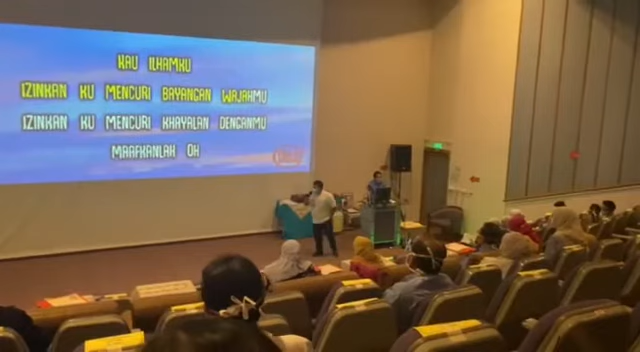 KAU ILHAMKU
IZINKAN KU MENCURI BAYANGAN WAJAHMU
IZINKAN KU MENCURI KHAYALAN DENGANMU
MAAFKANLAH OH